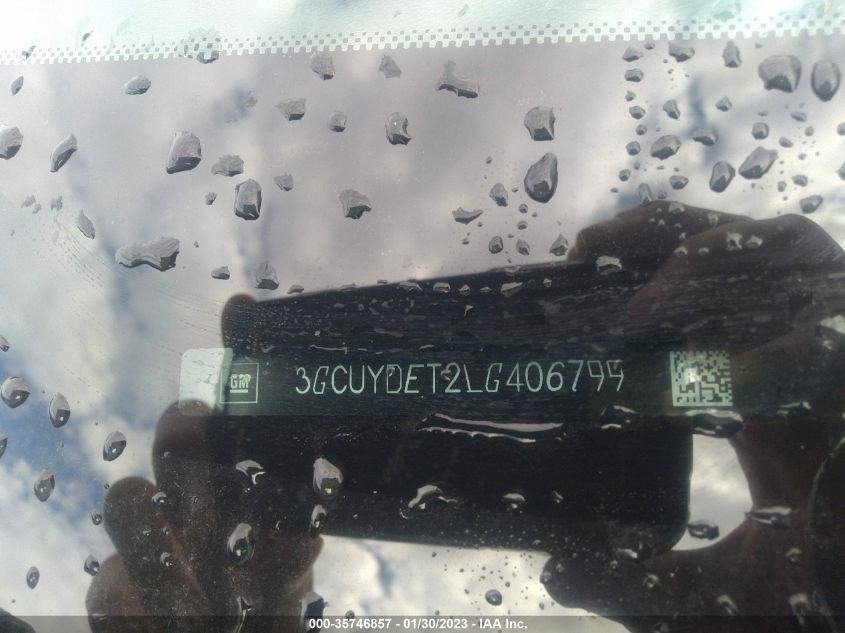 GM 3GCUYDET2LG406799
000-35746857 - 01/30/2023 - IAA Inc.